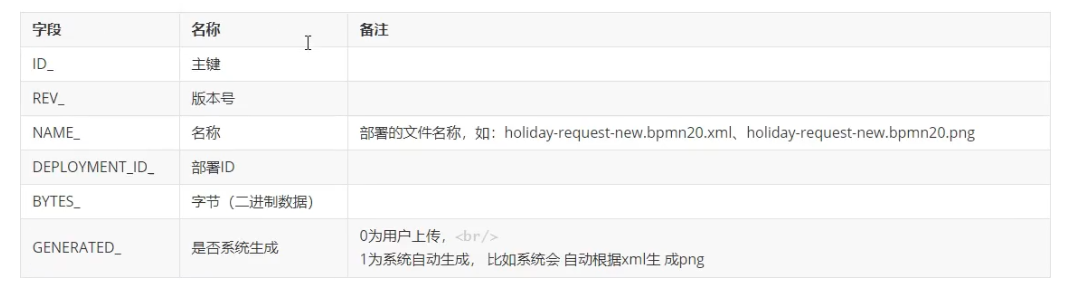 字段 名称 备注
ID_ 主键
REV_ 版本号
NAME_ 名称 部署的文件名称，如：holiday-request-new.bpmn20.xml、holiday-request-new.bpmn20.png
DEPLOYMENT_ID_ 部署ID
BYTES_ 字节（二进制数据）
GENERATED_ 是否系统生成 0为用户上传，<br/>
1为系统自动生成， 比如系统会 自动根据xml生 成png